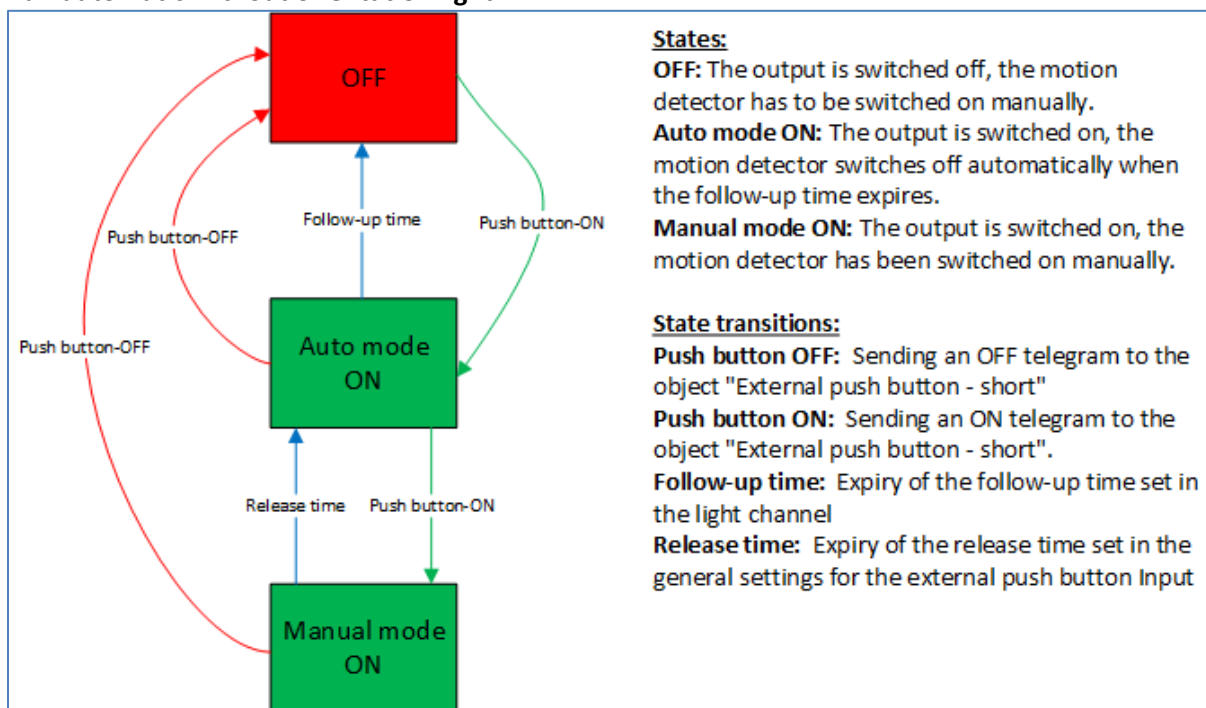 OFF
Follow-up time
Push button-ON
Push button-OFF
Push button-OFF
Auto mode
ON
Release time
Push button-ON
Manual mode
ON
States:
OFF: The output is switched off, the motion
detector has to be switched on manually.
Auto mode ON: The output is switched on, the
motion detector switches off automatically when
the follow-up time expires.
Manual mode ON: The output is switched on, the
motion detector has been switched on manually.
State transitions:
Push button OFF: Sending an OFF telegram to the
object "External push button - short"
Push button ON: Sending an ON telegram to the
object "External push button - short".
Follow-up time: Expiry of the follow-up time set in
the light channel
Release time: Expiry of the release time set in the
general settings for the external push button Input